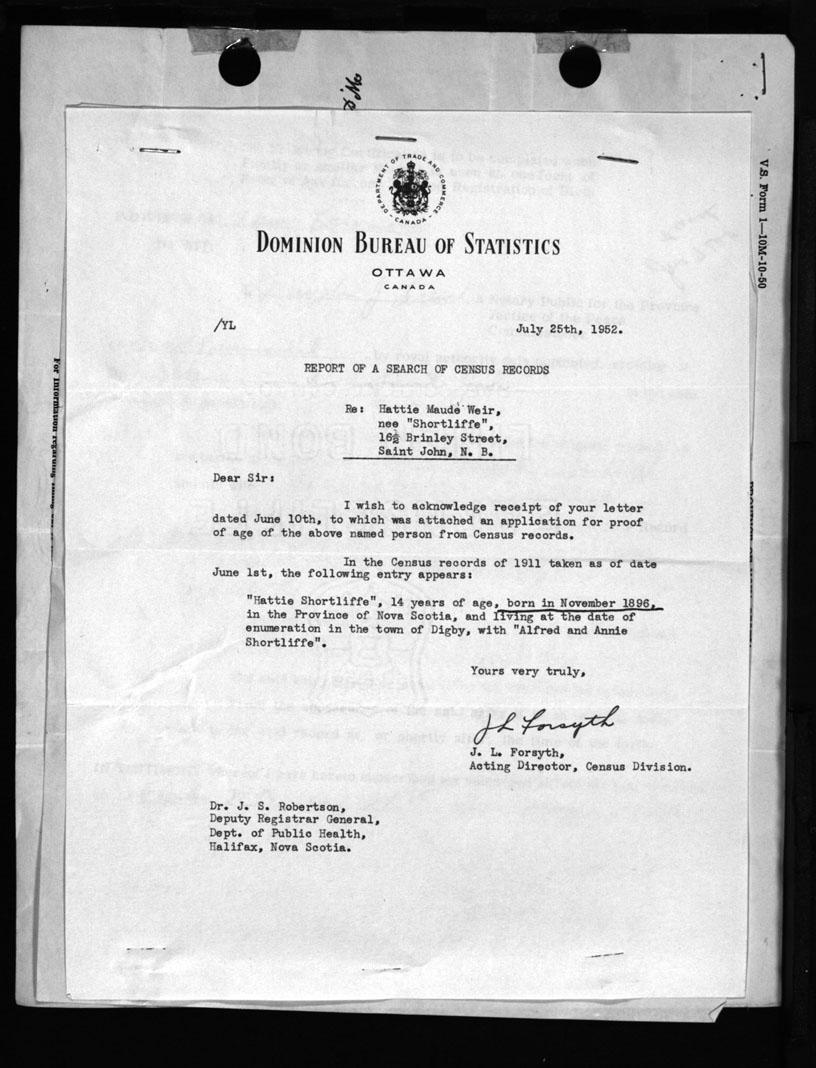 & Mo
V.S. Form 1—10M-10-50
DEPARTMENT OF TRADE AND COMMERCE
- CANADA -
DOMINION BUREAU OF STATISTICS
OTTAWA
CANADA
/YL
July 25th, 1952.
REPORT OF A SEARCH OF CENSUS RECORDS
Re: Hattie Maude Weir,
nee "Shortliffe",
16½ Brinley Street,
Saint John, N. B.
Dear Sir:
I wish to acknowledge receipt of your letter
dated June 10th, to which was attached an application for proof
of age of the above named person from Census records.
In the Census records of 1911 taken as of date
June 1st, the following entry appears:
"Hattie Shortliffe", 14 years of age, born in November 1896,
in the Province of Nova Scotia, and living at the date of
enumeration in the town of Digby, with "Alfred and Annie
Shortliffe".
Yours very truly,
J L Forsyth
J. L. Forsyth,
Acting Director, Census Division.
Dr. J. S. Robertson,
Deputy Registrar General,
Dept. of Public Health,
Halifax, Nova Scotia.
For information regarding